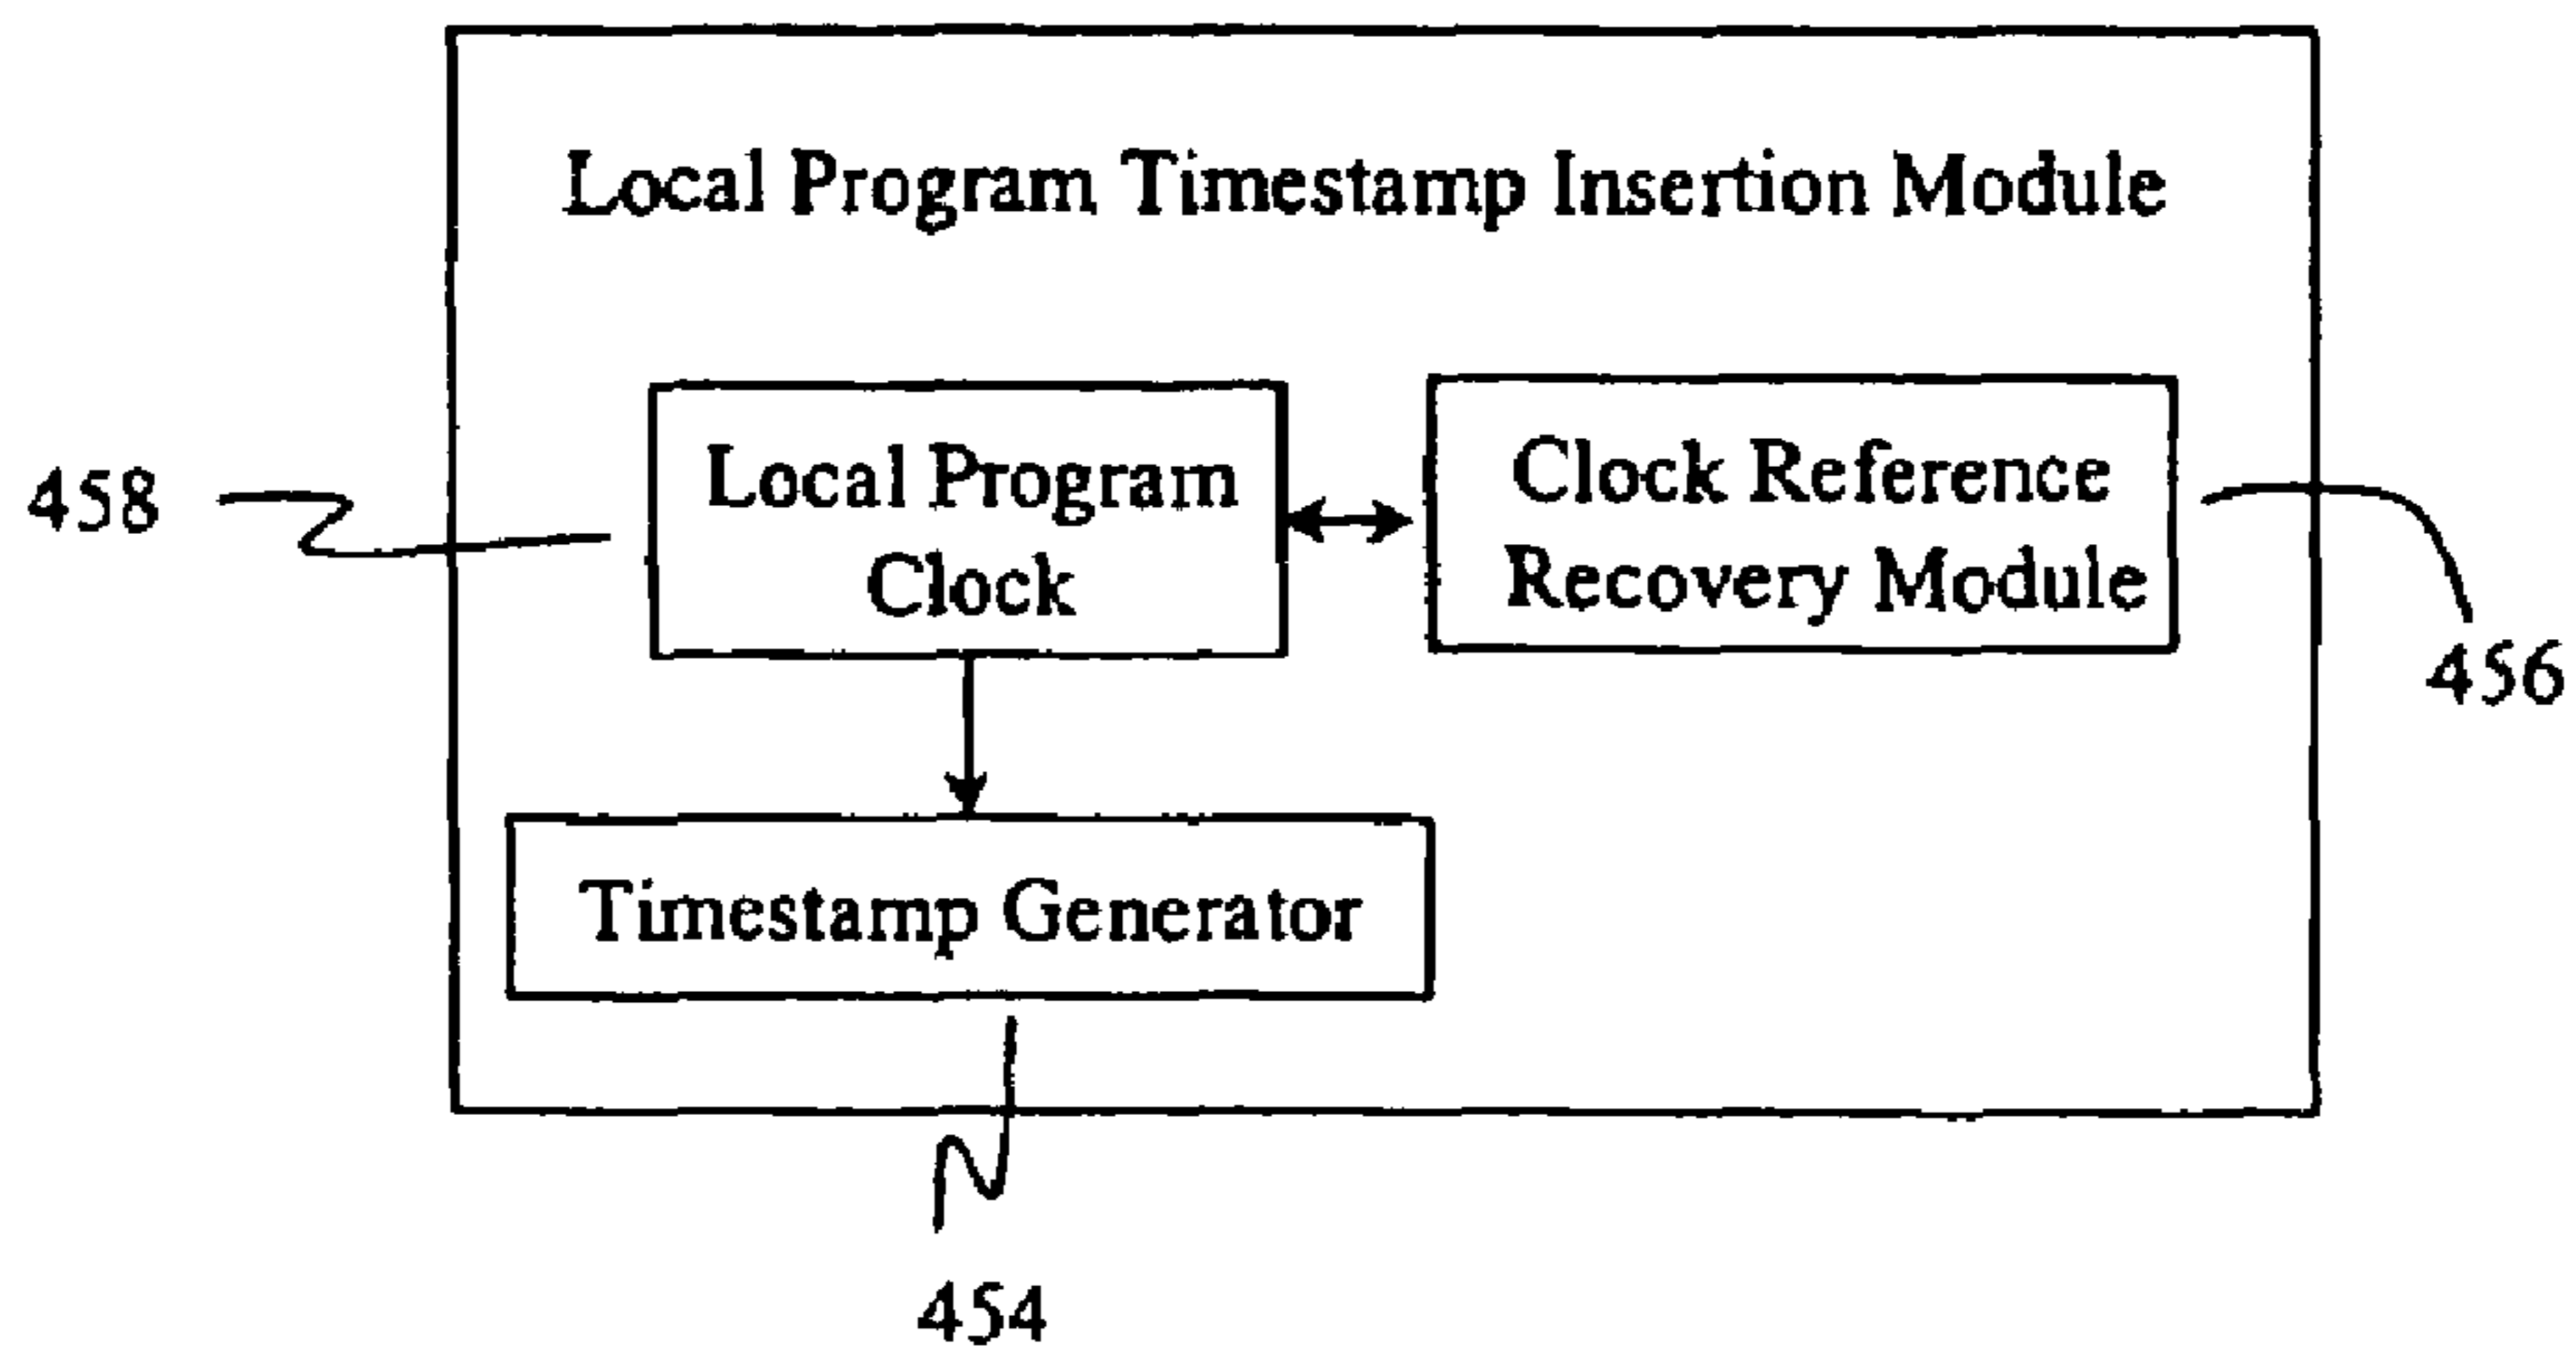 Local Program Timestamp Insertion Module
Local Program
Clock
Clock Reference
Recovery Module
458
456
Timestamp Generator
454